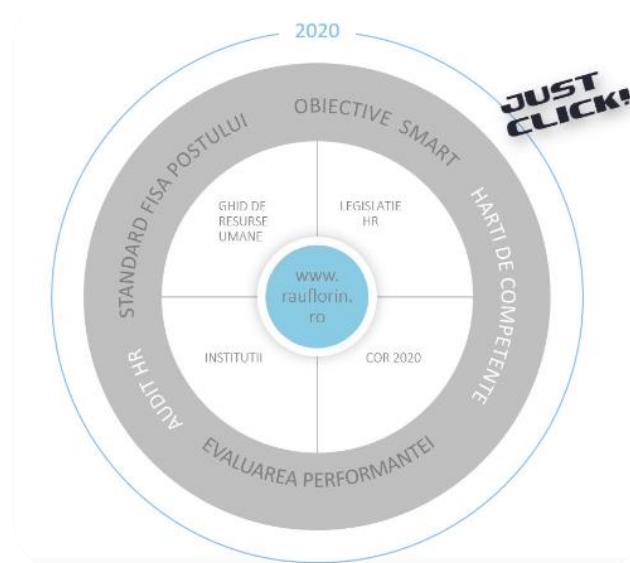 2020
JUST
CLICK!
STANDARD FISA POSTULUI
OBIECTIVE SMART
HARTI DE COMPETENTE
GHID DE
RESURSE
UMANE
LEGISLATIE
HR
www.
rauflorin.
ro
INSTITUTII
COR 2020
AUDIT HR
EVALUAREA PERFORMANTEI
2020